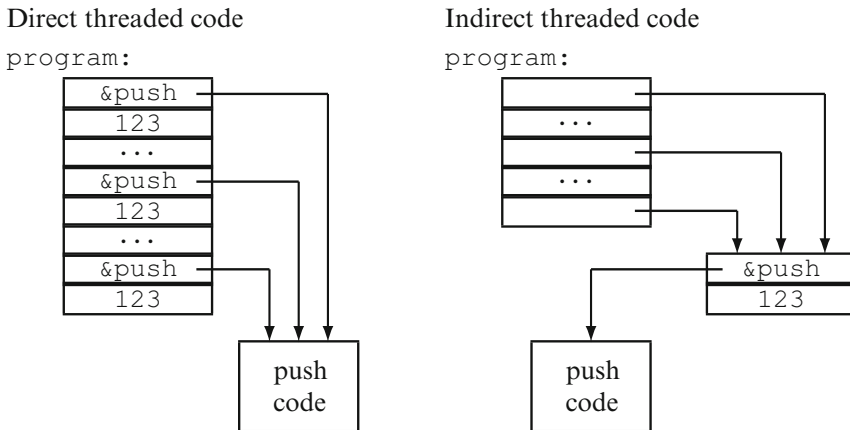 Direct threaded code
program:
&push
123
...
&push
123
...
&push
123
push
code
Indirect threaded code
program:
...
...
&push
123
push
code